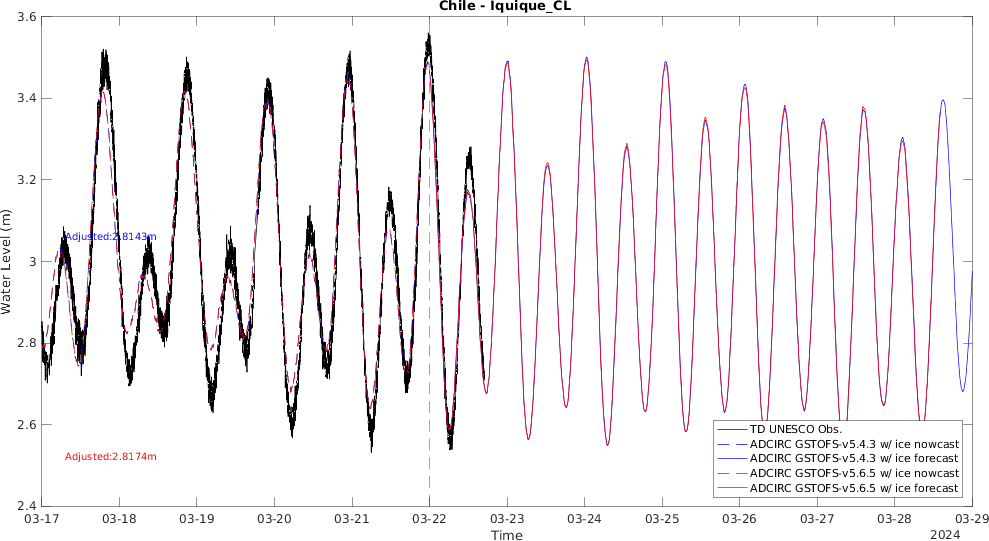 Chile - Iquique_CL
3.6
3.4
3.2
3
2.8
2.6
2.4
Water Level (m)
Adjusted:2.8143m
Adjusted:2.8174m
TD UNESCO Obs.
ADCIRC GSTOFS-v5.4.3 w/ ice nowcast
ADCIRC GSTOFS-v5.4.3 w/ ice forecast
ADCIRC GSTOFS-v5.6.5 w/ ice nowcast
ADCIRC GSTOFS-v5.6.5 w/ ice forecast
03-17 03-18 03-19 03-20 03-21 03-22 03-23 03-24 03-25 03-26 03-27 03-28 03-29
Time
2024